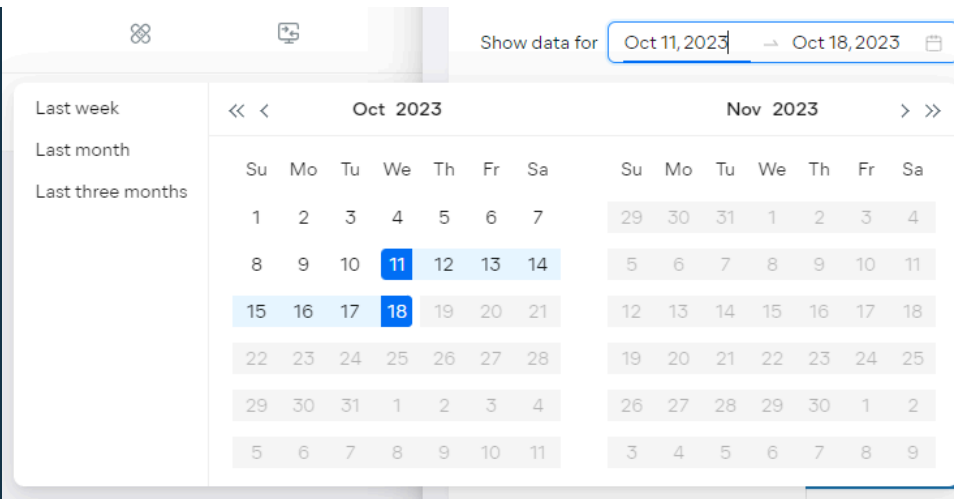 Show data for Oct 11, 2023 → Oct 18, 2023
Last week
Last month
Last three months
« < Oct 2023
Su Mo Tu We Th Fr Sa
1 2 3 4 5 6 7
8 9 10 11 12 13 14
15 16 17 18 19 20 21
22 23 24 25 26 27 28
29 30 31 1 2 3 4
5 6 7 8 9 10 11
Nov 2023 > »
Su Mo Tu We Th Fr Sa
29 30 31 1 2 3 4
5 6 7 8 9 10 11
12 13 14 15 16 17 18
19 20 21 22 23 24 25
26 27 28 29 30 1 2
3 4 5 6 7 8 9